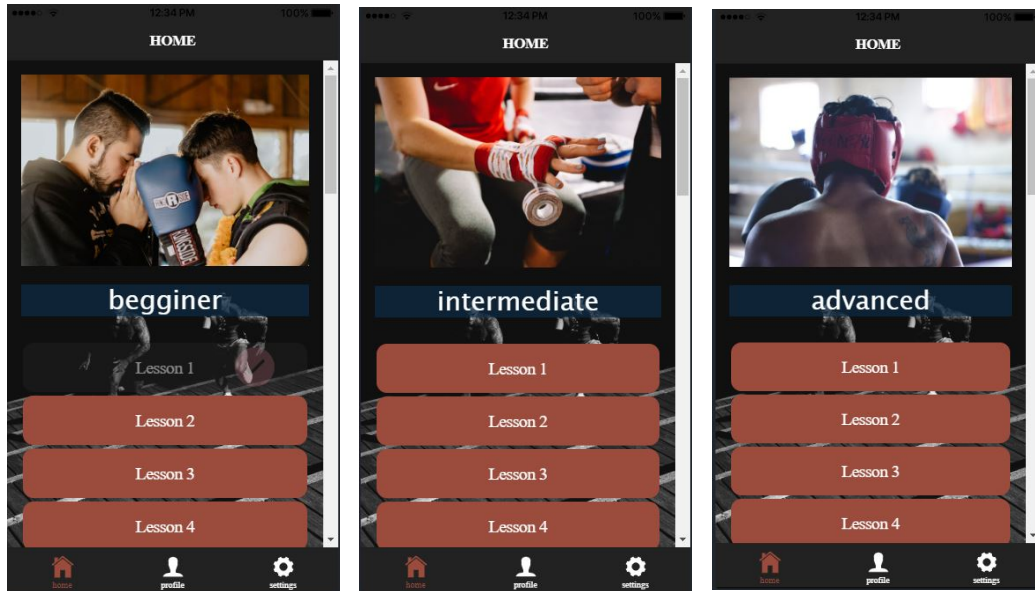 12:34 PM 100%
HOME
RINGSIDE
begginer
Lesson 1
Lesson 2
Lesson 3
Lesson 4
home profile settings
12:34 PM 100%
HOME
intermediate
Lesson 1
Lesson 2
Lesson 3
Lesson 4
home profile settings
12:34 PM 100%
HOME
advanced
Lesson 1
Lesson 2
Lesson 3
Lesson 4
home profile settings